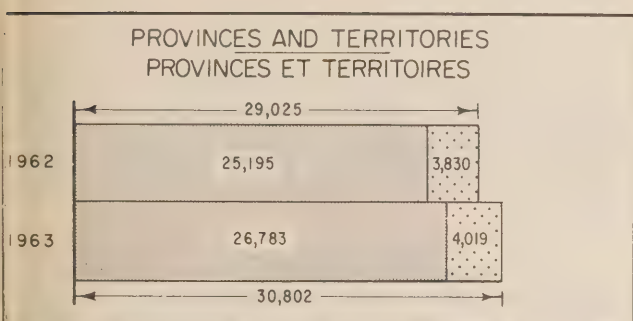 PROVINCES AND TERRITORIES
PROVINCES ET TERRITOIRES
29,025
1962 25,195 3,830
1963 26,783 4,019
30,802